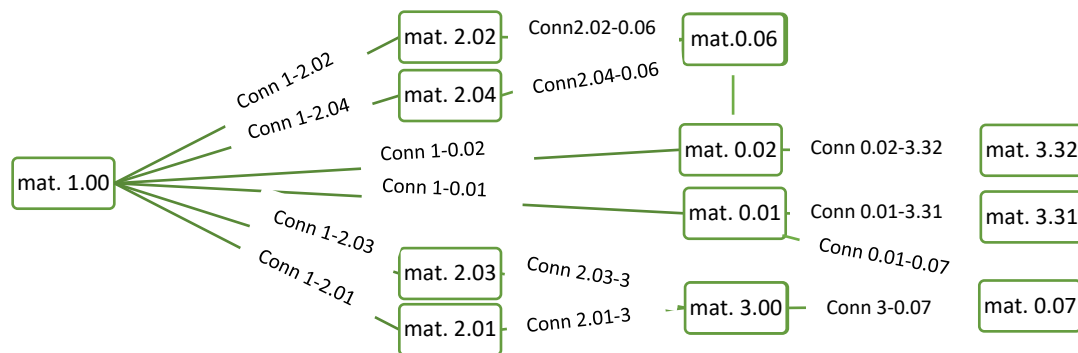 mat. 2.02
Conn2.02-0.06
mat.0.06
Conn 1-2.02
mat. 2.04
Conn2.04-0.06
Conn 1-2.04
Conn 1-0.02
mat. 0.02
Conn 0.02-3.32
mat. 3.32
mat. 1.00
Conn 1-0.01
mat. 0.01
Conn 0.01-3.31
mat. 3.31
Conn 1-2.03
Conn 0.01-0.07
Conn 1-2.01
mat. 2.03
Conn 2.03-3
mat. 2.01
Conn 2.01-3
mat. 3.00
Conn 3-0.07
mat. 0.07